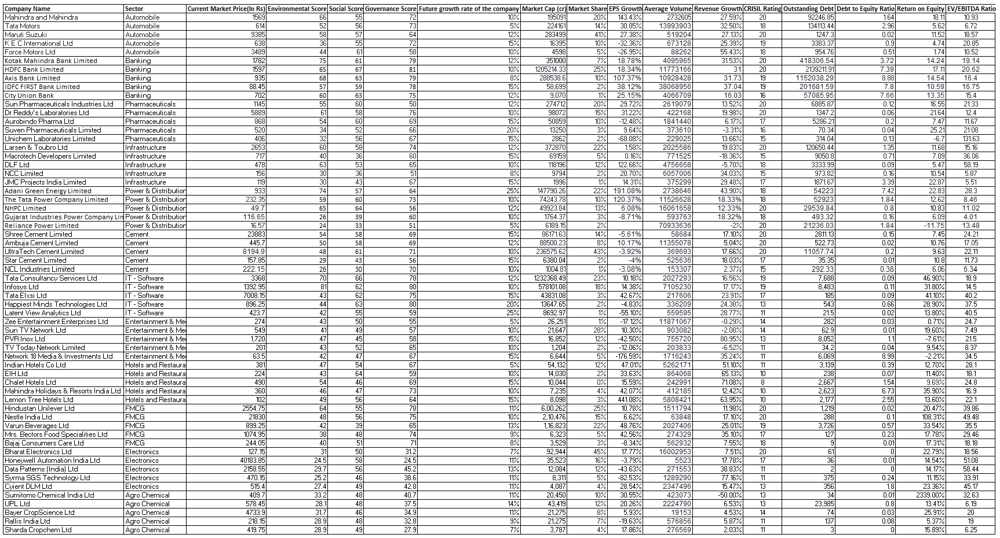 Company Name Sector Current Market Price(In Rs) Environmental Score Social Score Governance Score Future growth rate of the company Market Cap (cr) Market Share EPS Growth Average Volume Revenue Growth CRISIL Rating Outstanding Debt Debt to Equity Ratio Return on Equity EV/EBITDA Ratio
Mahindra and Mahindra Automobile 1569 66 55 72 10% 195091 20% 143.43% 2732605 27.59% 20 92246.85 1.64 18.11 10.93
Tata Motors Automobile 614 52 56 73 5% 224161 14% 30.85% 13993903 32.50% 18 134113.44 2.96 5.62 6.72
Maruti Suzuki Automobile 9385 58 57 64 12% 283499 41% 27.38% 519204 27.13% 20 1247.3 0.02 11.52 18.57
K E C International Ltd Automobile 638 36 55 72 15% 16395 10% -32.36% 673128 25.39% 19 3383.37 0.9 4.74 20.85
Force Motors Ltd Automobile 3489 44 61 58 10% 4598 5% -26.95% 88262 55.43% 18 954.76 0.51 1.74 10.52
Kotak Mahindra Bank Limited Banking 1782 75 61 79 12% 351000 7% 18.78% 4095965 31.53% 20 418306.54 3.72 14.24 19.14
HDFC Bank Limited Banking 1597 65 67 81 10% 1205214.33 25% 18.34% 11773166 31 20 2139211.91 7.39 17.11 20.62
Axis Bank Limited Banking 935 68 63 79 8% 288538.6 10% 107.37% 10928428 31.73 19 1152038.29 8.88 14.54 16.4
IDFC FIRST Bank Limited Banking 88.45 57 59 78 15% 58,699 2% 38.12% 38068956 37.04 19 201681.59 7.8 10.59 16.75
City Union Bank Banking 702 60 63 75 12% 9,070 1% 25.15% 4066709 16.03 16 57085.95 7.66 13.35 15.4
Sun Pharmaceuticals Industries Ltd Pharmaceuticals 1145 55 60 50 12% 274712 20% 29.72% 2619079 13.52% 20 6885.87 0.12 16.55 21.33
Dr Reddy's Laboratories Ltd Pharmaceuticals 5889 61 58 76 10% 98072 15% 31.22% 422168 19.98% 20 1347.2 0.06 21.64 12.4
Aurobindo Pharma Ltd Pharmaceuticals 868 54 60 69 15% 50859 10% -12.48% 1841440 6.17% 17 5286.21 0.2 7.47 11.67
Suven Pharmaceuticals Limited Pharmaceuticals 520 34 52 66 20% 13250 3% 9.64% 373610 -3.31% 16 70.34 0.04 25.21 21.08
Unichem Laboratories Limited Pharmaceuticals 406 32 56 67 15% 2862 2% -68.08% 229025 13.66% 15 314.04 0.13 -6.7 131.63
Larsen & Toubro Ltd Infrastructure 2653 60 58 74 12% 372870 22% 1.58% 2025586 19.83% 20 120650.44 1.35 11.68 15.16
Macrotech Developers Limited Infrastructure 717 40 36 60 15% 69159 5% 0.16% 771525 -18.36% 15 9050.8 0.71 7.09 36.06
DLF Ltd Infrastructure 478 63 53 65 10% 118196 12% 122.66% 4756658 -5.70% 18 3333.99 0.09 5.47 58.19
NCC Limited Infrastructure 156 30 36 51 8% 9794 2% 20.70% 6057006 34.03% 15 973.82 0.16 10.54 5.87
JMC Projects India Limited Infrastructure 119 30 43 67 15% 1996 1% 14.31% 375299 29.48% 17 1871.67 3.39 22.87 5.51
Adani Green Energy Limited Power & Distribution 933 74 57 64 25% 147790.26 22% 191.08% 2738646 43.90% 18 54223 7.42 22.83 28.3
The Tata Power Company Limited Power & Distribution 232.35 59 60 73 10% 74243.78 10% 120.37% 11526628 18.33% 18 52923 1.84 12.62 8.46
NHPC Limited Power & Distribution 49.7 65 64 56 12% 49923.84 13% 6.08% 16061658 12.33% 20 29539.84 0.8 10.83 11.02
Gujarat Industries Power Company Lin Power & Distribution 116.65 26 39 60 10% 1764.37 3% -8.71% 593763 18.32% 18 493.32 0.16 6.09 4.01
Reliance Power Limited Power & Distribution 16.57 24 33 51 5% 6189.15 2% 70933636 -2% 20 21236.03 1.84 -11.75 13.48
Shree Cement Limited Cement 23883 54 58 69 15% 86171.63 14% -5.61% 58684 17.10% 20 2811.13 0.15 7.45 24.21
Ambuja Cement Limited Cement 445.7 50 58 69 12% 88500.23 8% 10.17% 11355078 5.04% 20 522.73 0.02 10.76 17.05
UltraTech Cement Limited Cement 8194.9 48 61 71 10% 236575.62 43% -3.92% 369693 17.66% 20 11057.74 0.2 9.63 22.11
Star Cement Limited Cement 157.85 29 43 56 15% 6380.04 2% -4% 525636 18.03% 17 35.35 0.01 10.8 11.73
NCL Industries Limited Cement 222.15 26 30 70 10% 1004.81 1% -3.08% 153307 2.37% 15 292.33 0.38 6.06 6.34
Tata Consultancy Services Ltd IT - Software 3368 70 66 78 12% 1232368.49 23% 10.18% 2027293 16.56% 19 7,688 0.09 46.90% 18.9
Infosys Ltd IT - Software 1392.95 81 62 80 10% 578101.08 18% 14.38% 7105230 17.17% 19 8,483 0.11 31.80% 14.5
Tata Elxsi Ltd IT - Software 7008.15 43 62 75 15% 43831.08 3% 42.67% 217606 23.91% 17 185 0.09 41.10% 40.2
Happiest Minds Technologies Ltd IT - Software 896.25 44 63 80 20% 13647.65 2% -4.83% 336209 24.38% 13 543 0.66 28.90% 37.5
Latent View Analytics Ltd IT - Software 423.7 42 55 59 25% 8692.97 1% -55.10% 559595 28.77% 11 21.5 0.02 13.80% 40.5
Zee Entertainment Enterprises Ltd Entertainment & Me 274 43 50 55 5% 26,251 1% -17.12% 11871067 -0.29% 14 282 0.03 0.71% 24.7
Sun TV Network Ltd Entertainment & Me 549 41 49 57 10% 21,647 28% 10.30% 903082 -2.08% 14 62.9 0.01 19.60% 7.49
PVR Inox Ltd Entertainment & Me 1,720 47 45 58 15% 16,852 12% -42.50% 755720 80.95% 13 8,052 1.1 -7.61% 21.5
TV Today Network Limited Entertainment & Me 201 43 52 65 10% 1,204 2% -12.06% 203833 -6.52% 11 34.2 0.04 9.54% 8.37
Network 18 Media & Investments Ltd Entertainment & Me 63.5 42 47 67 15% 6,644 5% -176.59% 1716243 35.24% 11 6,069 8.99 -2.21% 34.5
Indian Hotels Co Ltd Hotels and Restaura 381 47 54 67 5% 54,132 12% 47.01% 5262171 51.10% 11 3,139 0.39 12.70% 28.1
EIH Ltd Hotels and Restaura 224 43 64 59 10% 14,030 2% 33.63% 864068 65.13% 10 238 0.07 11.40% 18.1
Chalet Hotels Ltd Hotels and Restaura 490 54 46 69 15% 10,044 0% 15.59% 242991 71.08% 8 2,667 1.54 9.69% 24.8
Mahindra Holidays & Resorts India Ltd Hotels and Restaura 360 46 47 73 10% 7,235 4% 42.07% 412185 12.42% 10 2,623 6.73 35.90% 16.9
Lemon Tree Hotels Ltd Hotels and Restaura 102 49 56 64 15% 8,098 3% 441.08% 5808421 63.95% 10 2,177 2.55 13.60% 22.1
Hindustan Unilever Ltd FMCG 2554.75 64 55 78 11% 6,00,262 25% 10.78% 1511794 11.98% 20 1,219 0.02 20.47% 39.86
Nestle India Ltd FMCG 21830 48 56 75 10% 2,10,476 15% 6.62% 63848 17.10% 20 288 0.1 108.31% 49.48
Varun Beverages Ltd FMCG 899.25 42 39 65 13% 1,16,823 22% 48.76% 2027406 25.01% 19 3,726 0.57 33.54% 35.5
Mrs. Bectors Food Specialities Ltd FMCG 1074.95 38 48 74 9% 6,323 5% 42.56% 274329 35.10% 17 127 0.23 17.78% 29.46
Bajaj Consumers Care Ltd FMCG 244.05 40 51 71 8% 3,529 3% -8.34% 562932 7.55% 18 9 0.01 17.31% 18.18
Bharat Electronics Ltd Electronics 127.15 31 50 31.2 7% 92,944 45% 17.77% 16002953 7.51% 20 61 0 22.79% 18.56
Honeywell Automation India Ltd Electronics 40183.85 24.5 58 24.5 11% 35,523 16% -3.79% 5523 17.78% 17 36 0.01 14.54% 51.08
Data Patterns (India) Ltd Electronics 2158.55 29.7 56 45.2 13% 12,084 12% -43.63% 271553 38.83% 11 2 0 14.17% 58.44
Syrma SGS Technology Ltd Electronics 470.15 25.2 46 38.6 11% 8,311 5% -82.53% 1289290 77.16% 11 375 0.24 11.15% 33.91
Cyient DLM Ltd Electronics 515.4 27.4 49 42.8 11% 4,087 4% 28.54% 2347496 15.47% 13 356 1.8 23.36% 45.17
Sumitomo Chemical India Ltd Agro Chemical 409.7 33.2 48 40.7 11% 20,450 10% 30.55% 423073 -50.00% 13 34 0.01 2339.00% 32.63
UPL Ltd Agro Chemical 578.45 28.1 48 37.5 14% 43,419 12% 20.26% 2224790 6.53% 13 23,985 0.8 13.41% 6.19
Bayer CropScience Ltd Agro Chemical 4733.9 31.7 46 34.9 11% 21,275 8% 5.93% 19153 4.53% 14 74 0.03 25.91% 20
Rallis India Ltd Agro Chemical 218.15 28.9 48 32.8 9% 21,275 7% -19.63% 576856 5.87% 11 137 0.08 5.37% 19
Sharda Cropchem Ltd Agro Chemical 419.75 28.9 49 27.9 7% 3,787 4% 17.86% 276569 2.03% 11 3 0 15.89% 6.25